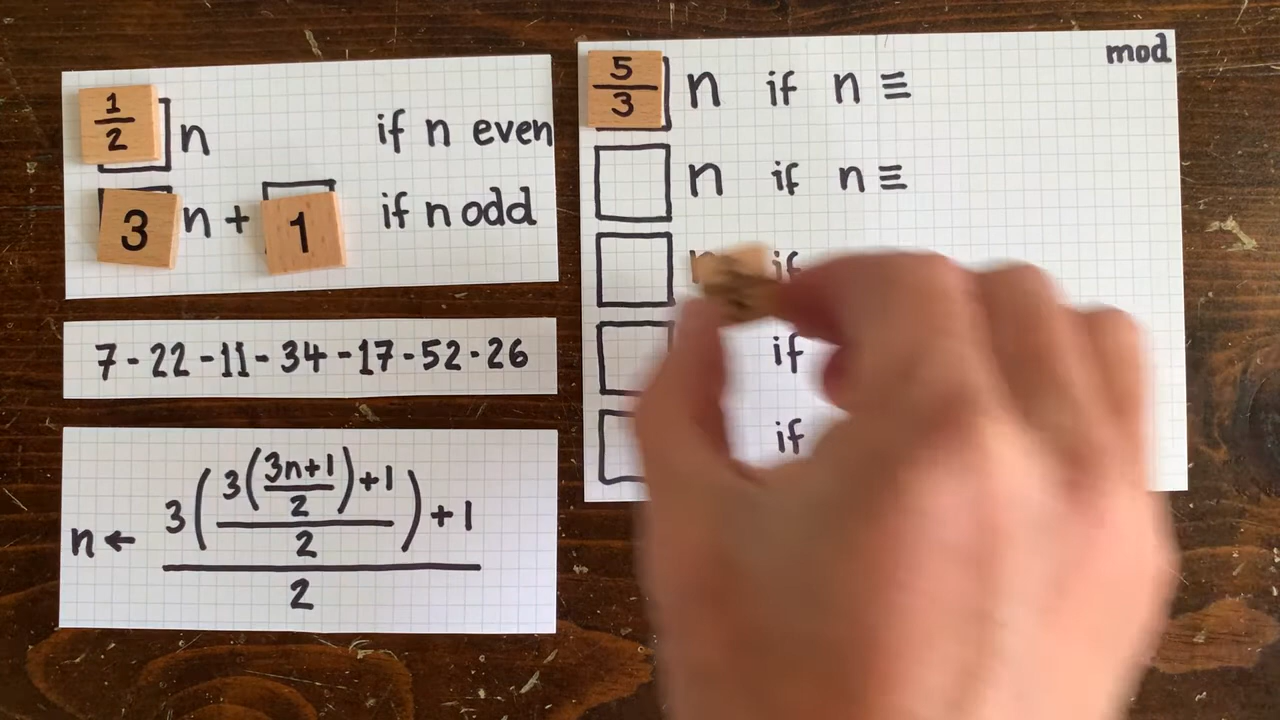 1/2 n if n even
3 n + 1 if n odd
7 - 22 - 11 - 34 - 17 - 52 - 26
n ← (3((3((3n+1)/2)+1)/2)+1)/2
mod
5/3 n if n ≡
n if n ≡
if
if
if